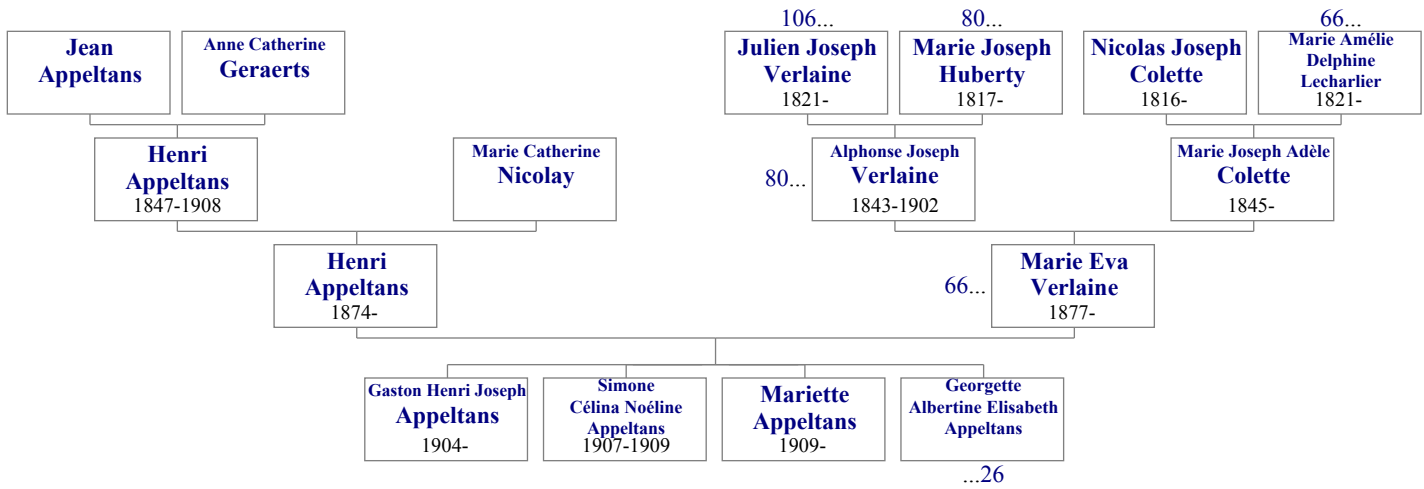 106...
80...
66...
Jean
Appeltans
Anne Catherine
Geraerts
Julien Joseph
Verlaine
1821-
Marie Joseph
Huberty
1817-
Nicolas Joseph
Colette
1816-
Marie Amélie
Delphine
Lecharlier
1821-
Henri
Appeltans
1847-1908
Marie Catherine
Nicolay
80...
Alphonse Joseph
Verlaine
1843-1902
Marie Joseph Adèle
Colette
1845-
Henri
Appeltans
1874-
66...
Marie Eva
Verlaine
1877-
Gaston Henri Joseph
Appeltans
1904-
Simone
Célina Noéline
Appeltans
1907-1909
Mariette
Appeltans
1909-
Georgette
Albertine Elisabeth
Appeltans
...26